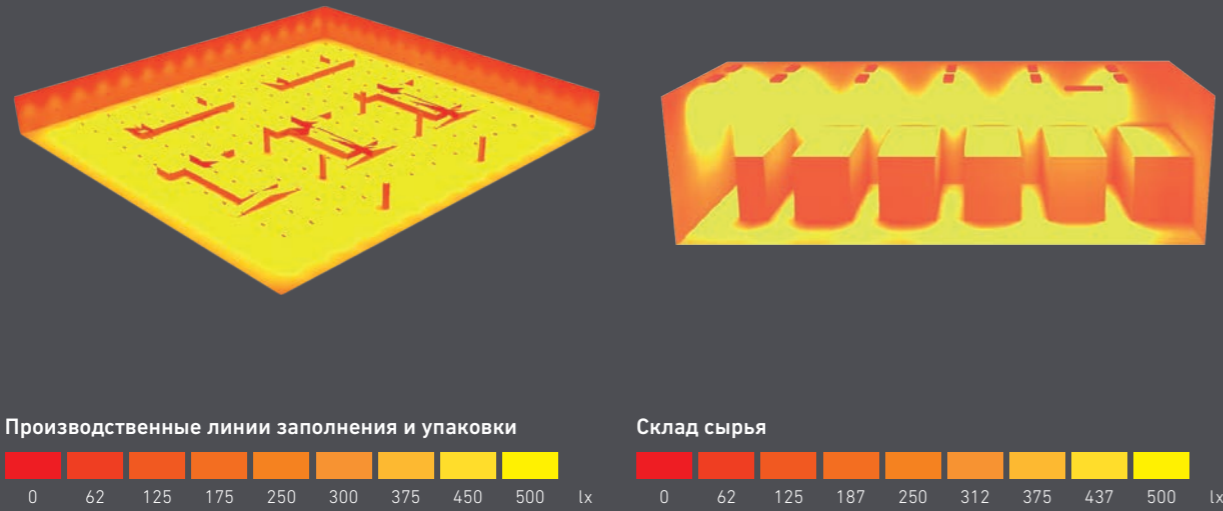 Производственные линии заполнения и упаковки
0 62 125 175 250 300 375 450 500 lx
Склад сырья
0 62 125 187 250 312 375 437 500 lx